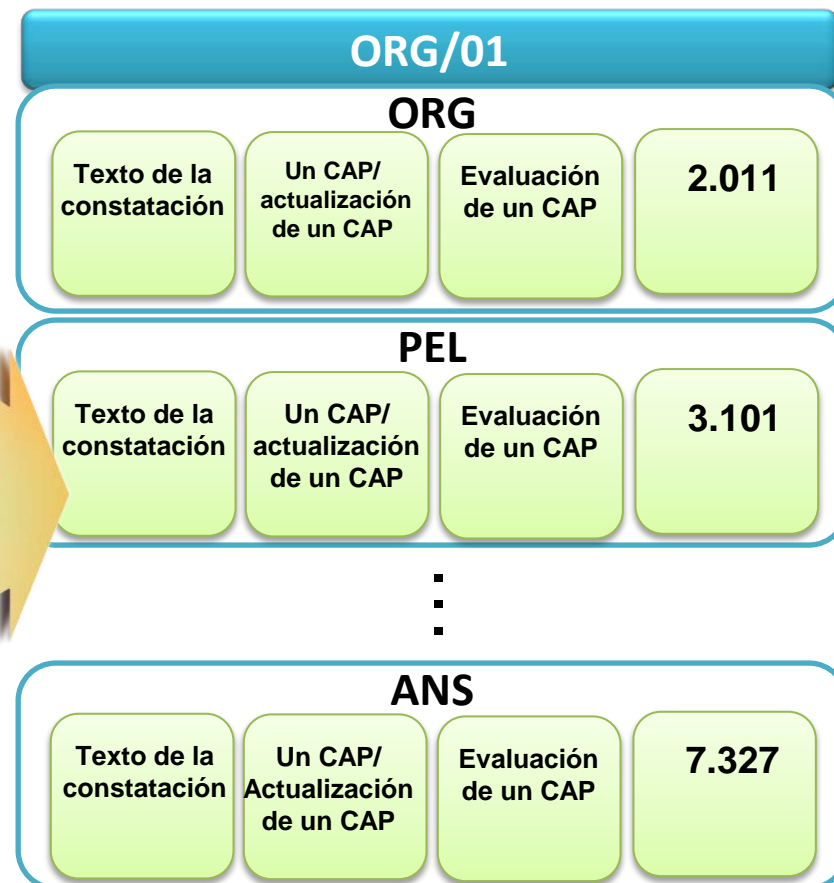 ORG/01
ORG
Texto de la
constatación
Un CAP/
actualización
de un CAP
Evaluación
de un CAP
2.011
PEL
Texto de la
constatación
Un CAP/
actualización
de un CAP
Evaluación
de un CAP
3.101
ANS
Texto de la
constatación
Un CAP/
Actualización
de un CAP
Evaluación
de un CAP
7.327